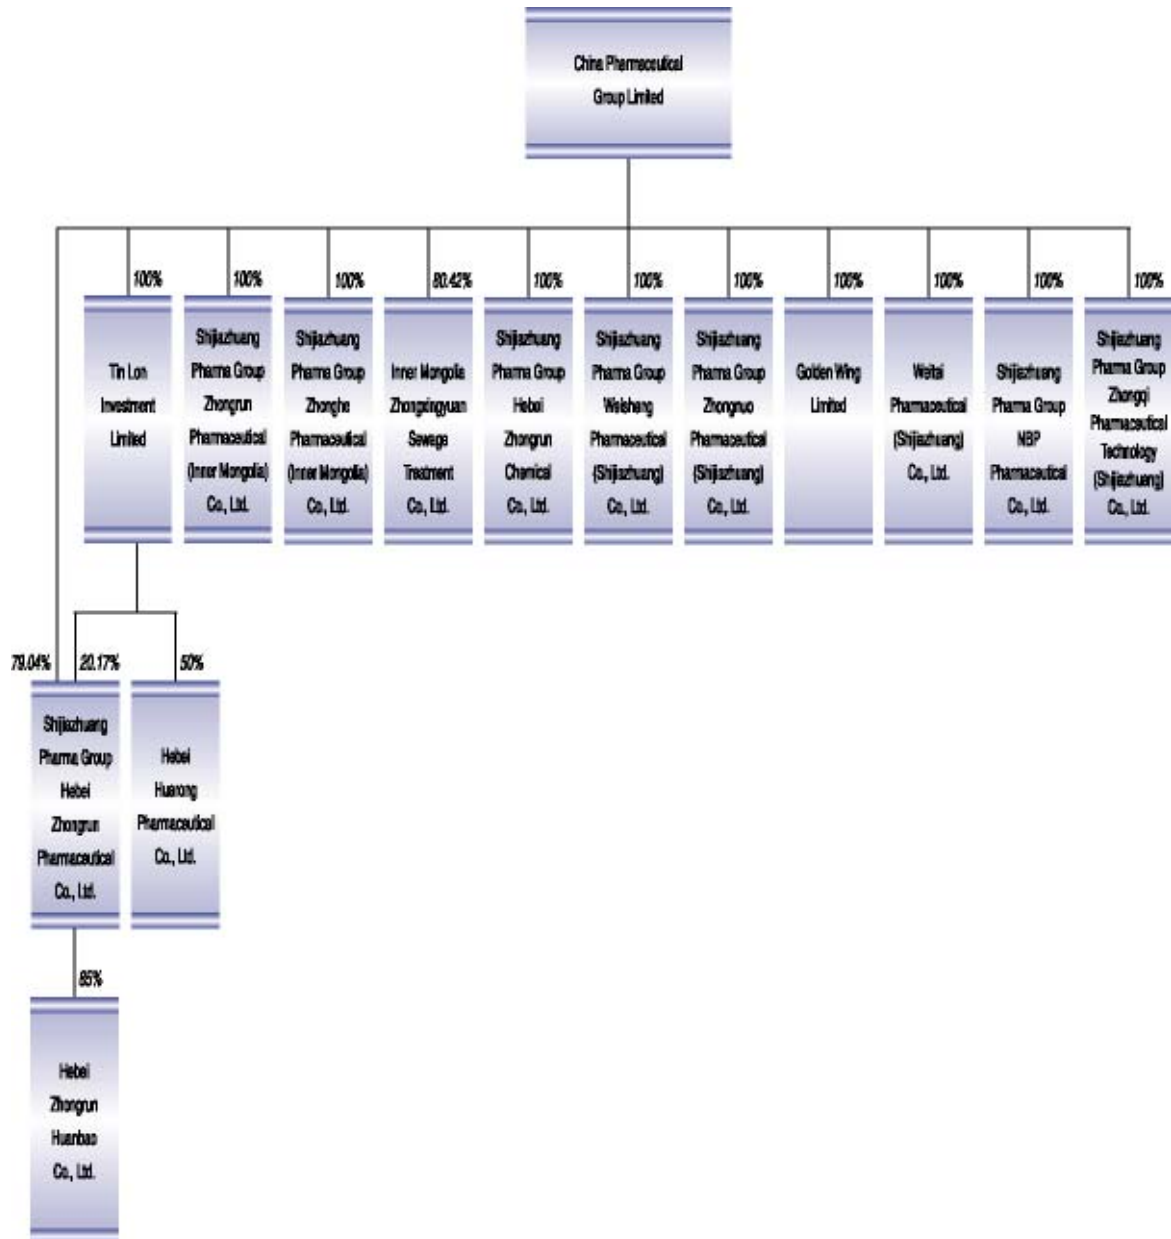 China Pharmaceutical
Group Limited
100%
100%
100%
80.42%
100%
100%
100%
100%
100%
100%
100%
Tin Lon
Investment
Limited
Shijiazhuang
Pharma Group
Zhongrun
Pharmaceutical
(Inner Mongolia)
Co., Ltd.
Shijiazhuang
Pharma Group
Zhonghe
Pharmaceutical
(Inner Mongolia)
Co., Ltd.
Inner Mongolia
Zhongxingyuan
Sewage
Treatment
Co., Ltd.
Shijiazhuang
Pharma Group
Hebei
Zhongrun
Chemical
Co., Ltd.
Shijiazhuang
Pharma Group
Weisheng
Pharmaceutical
(Shijiazhuang)
Co., Ltd.
Shijiazhuang
Pharma Group
Zhongnuo
Pharmaceutical
(Shijiazhuang)
Co., Ltd.
Golden Wing
Limited
Weitai
Pharmaceutical
(Shijiazhuang)
Co., Ltd.
Shijiazhuang
Pharma Group
NBP
Pharmaceutical
Co., Ltd.
Shijiazhuang
Pharma Group
Zhongqi
Pharmaceutical
Technology
(Shijiazhuang)
Co., Ltd.
79.04%
20.17%
50%
Shijiazhuang
Pharma Group
Hebei
Zhongrun
Pharmaceutical
Co., Ltd.
Hebei
Huarong
Pharmaceutical
Co., Ltd.
85%
Hebei
Zhongrun
Huanbao
Co., Ltd.